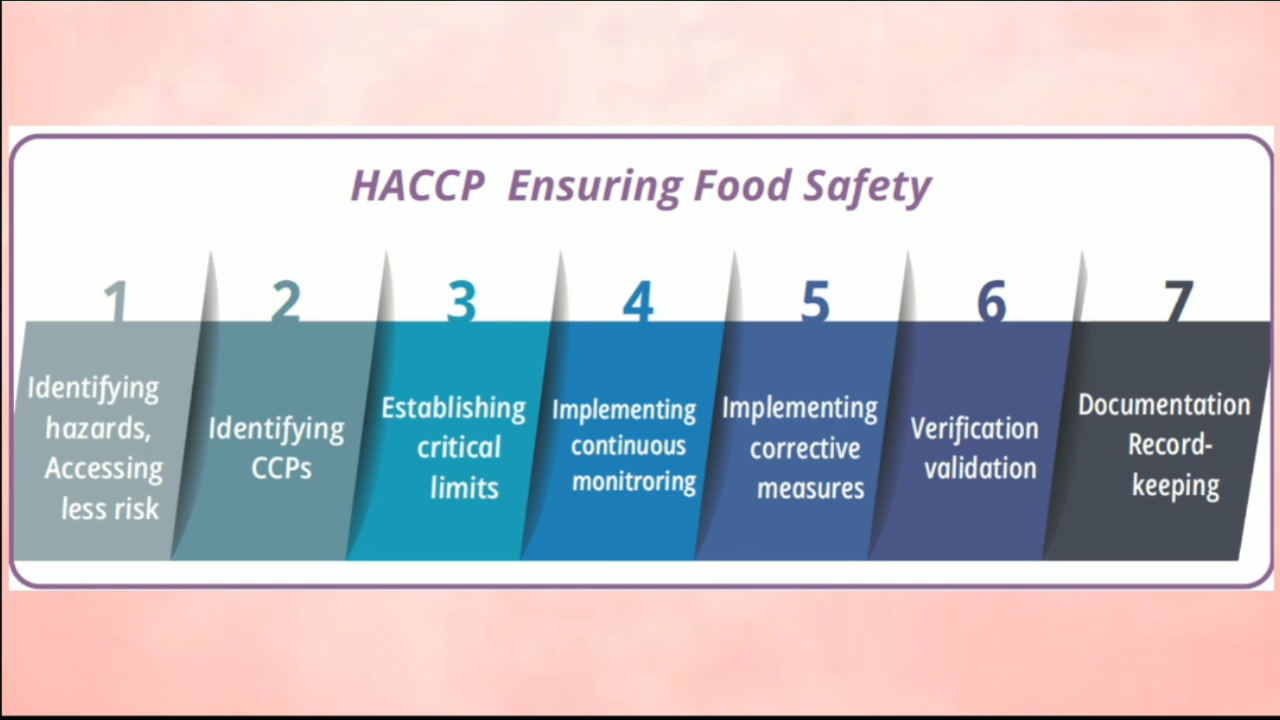 HACCP Ensuring Food Safety
1
2
3
4
5
6
7
Identifying
hazards,
Accessing
less risk
Identifying
CCPs
Establishing
critical
limits
Implementing
continuous
monitroring
Implementing
corrective
measures
Verification
validation
Documentation
Record-
keeping